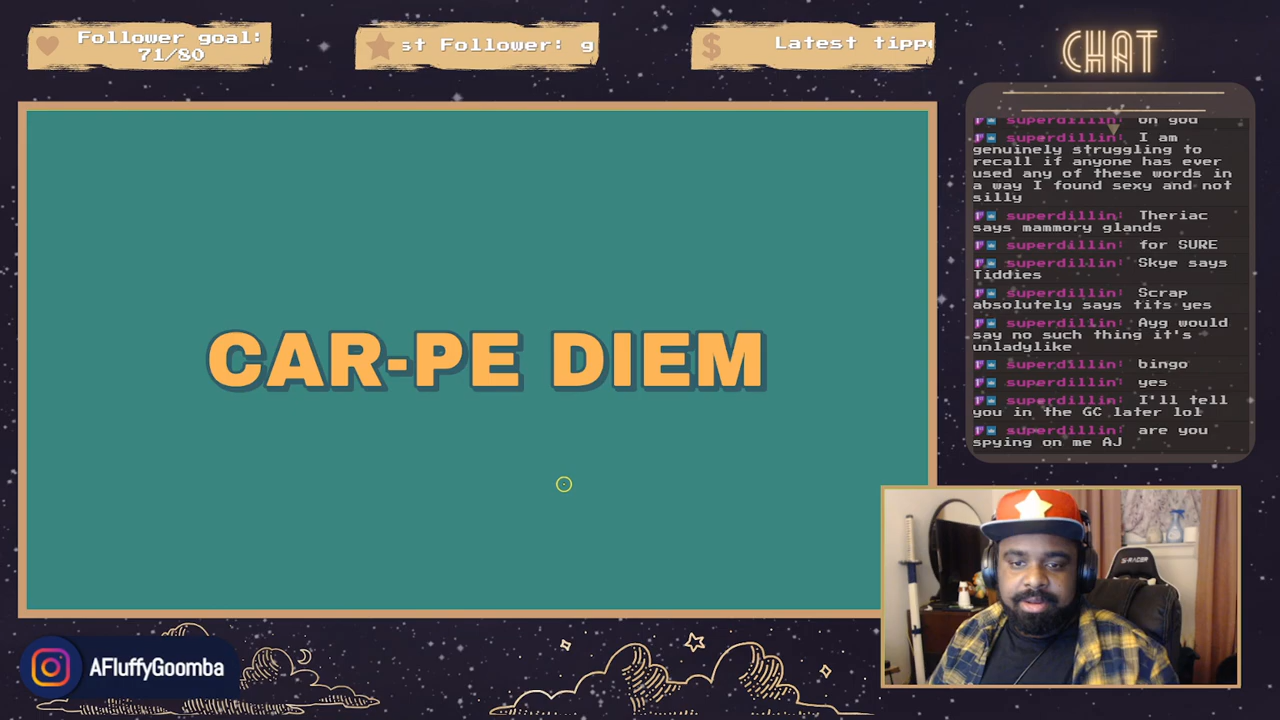 Follower goal:
71/80
st Follower: g
Latest tipp
CHAT
superdillin: on god
superdillin: I am
genuinely struggling to
recall if anyone has ever
used any of these words in
a way I found sexy and not
silly
superdillin: Theriac
says mammory glands
superdillin: for SURE
superdillin: Skye says
Tiddies
superdillin: Scrap
absolutely says tits yes
superdillin: Ayg would
say no such thing it's
unladylike
superdillin: bingo
superdillin: yes
superdillin: I'll tell
you in the GC later lol
superdillin: are you
spying on me AJ
CAR-PE DIEM
S-RACER
AFluffyGoomba